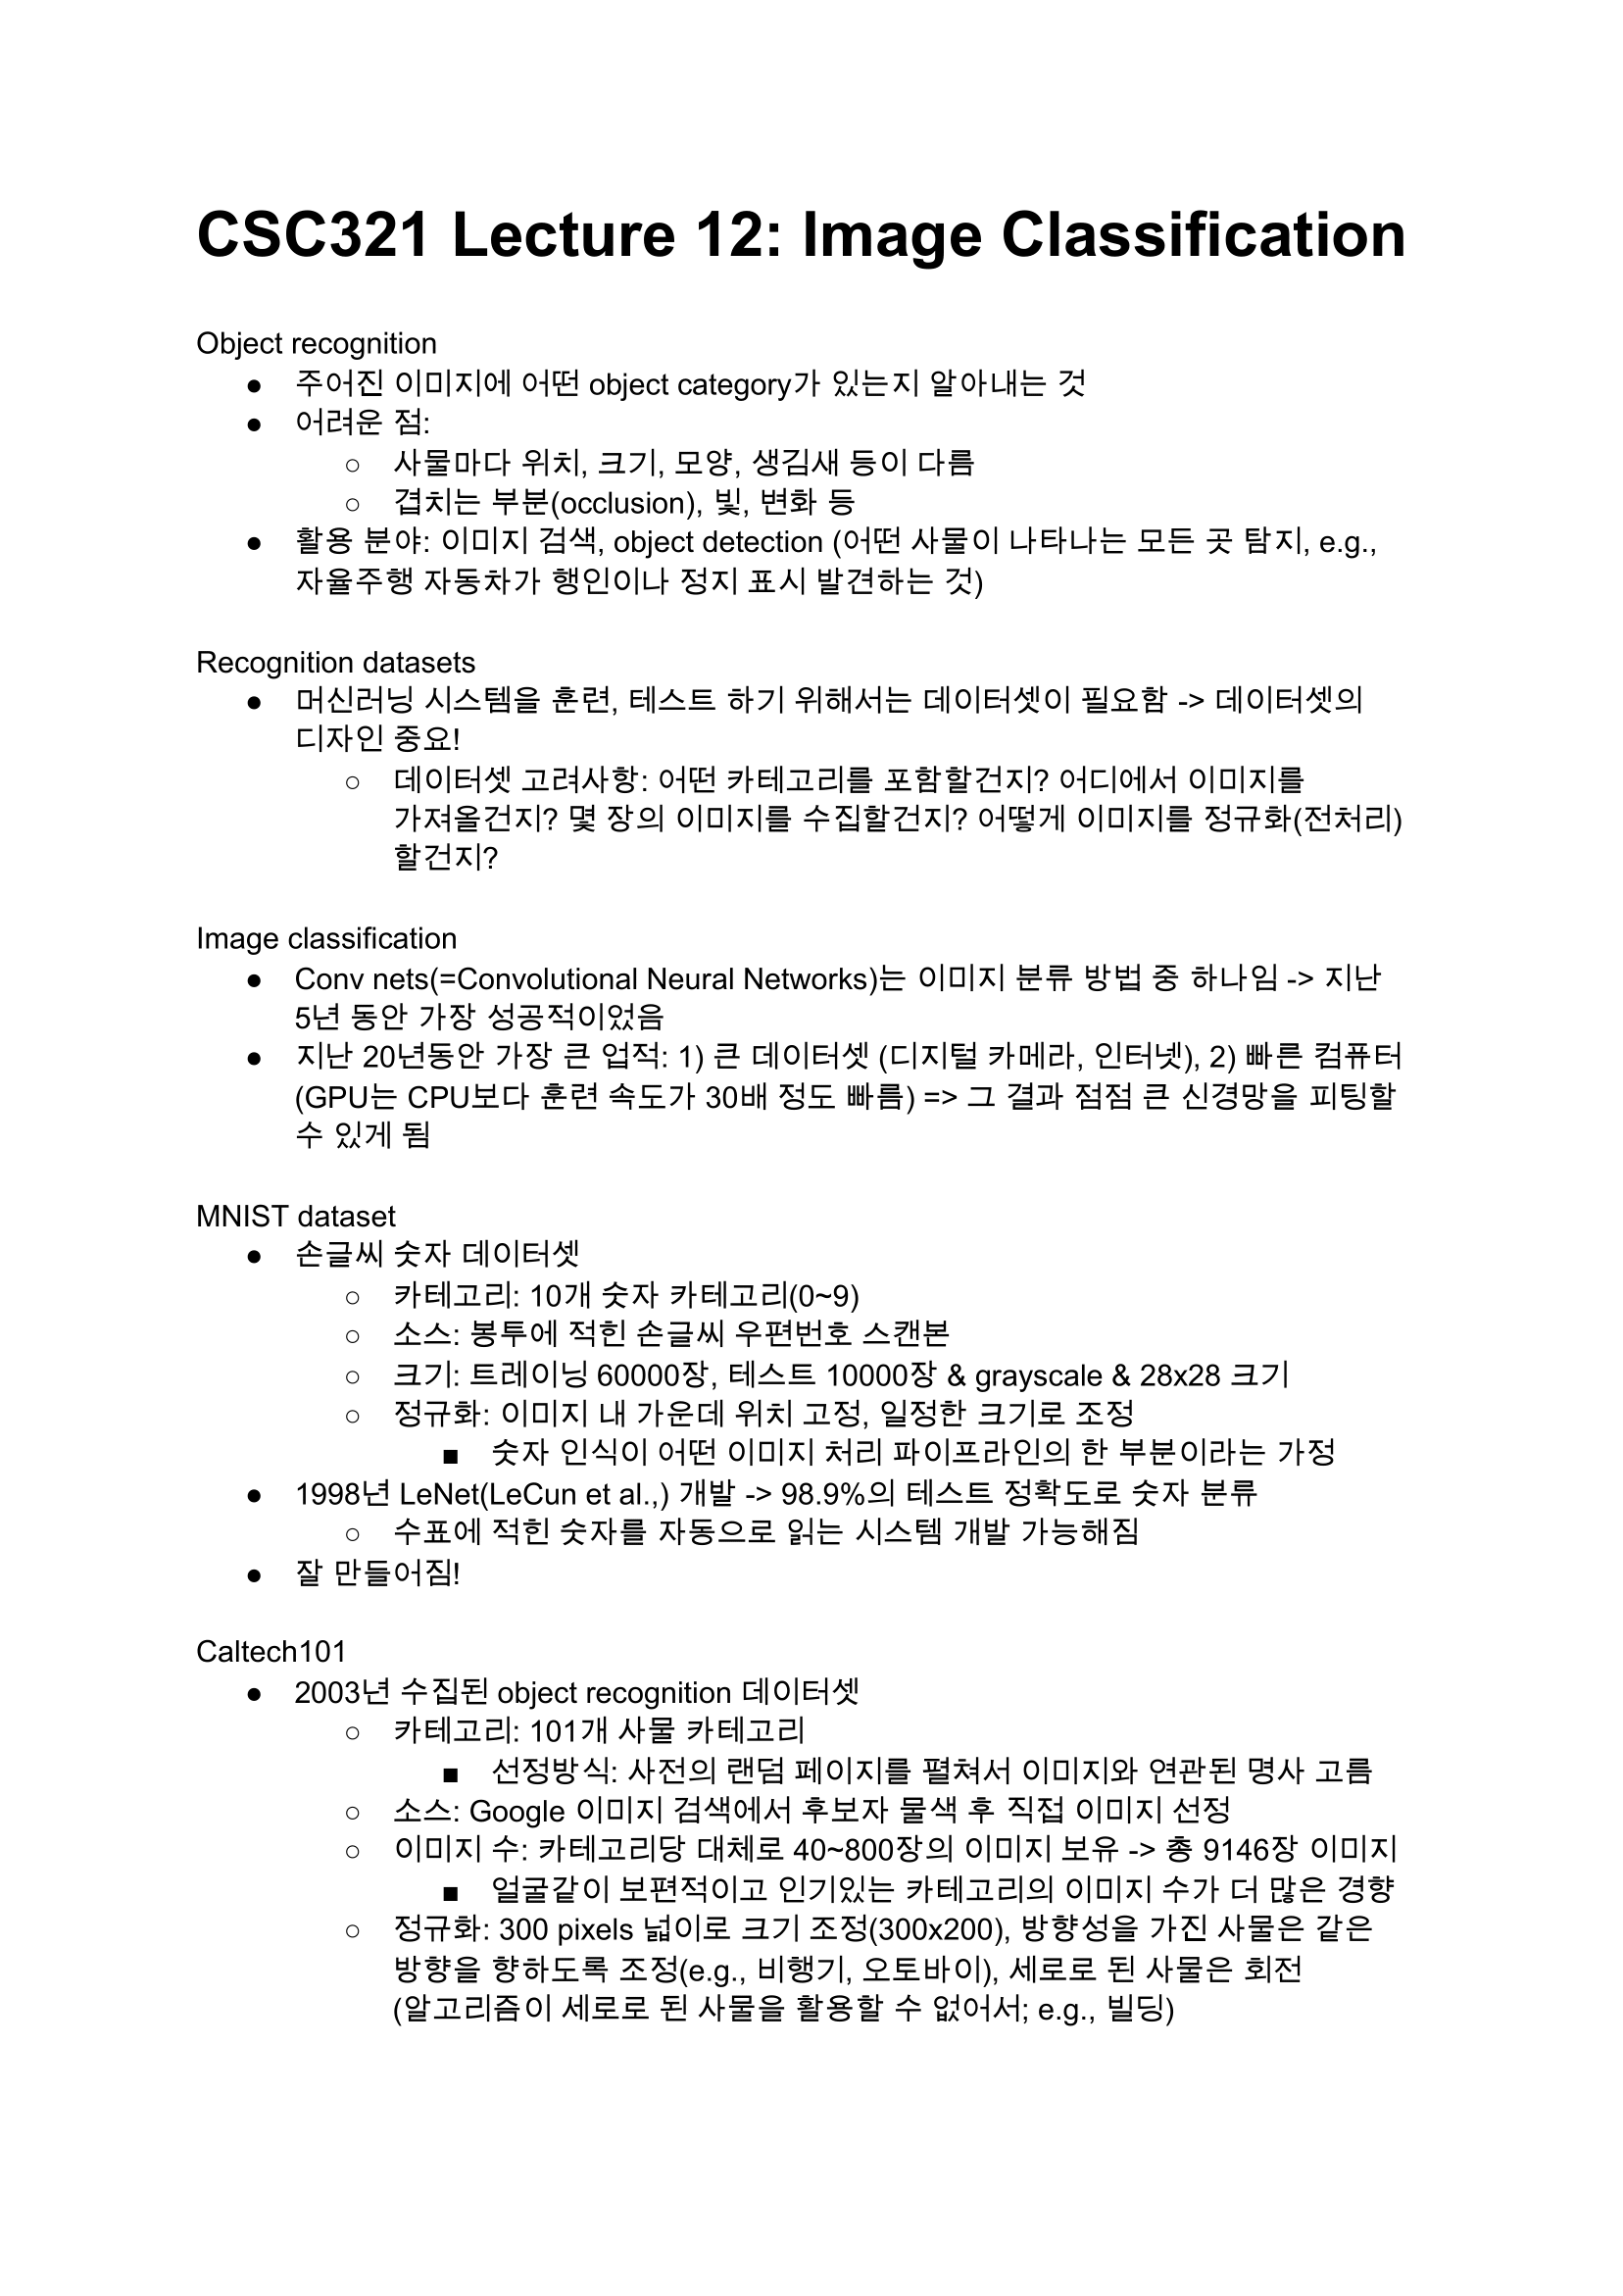 CSC321 Lecture 12: Image Classification
Object recognition
● 주어진 이미지에 어떤 object category가 있는지 알아내는 것
● 어려운 점:
○ 사물마다 위치, 크기, 모양, 생김새 등이 다름
○ 겹치는 부분(occlusion), 빛, 변화 등
● 활용 분야: 이미지 검색, object detection (어떤 사물이 나타나는 모든 곳 탐지, e.g.,
자율주행 자동차가 행인이나 정지 표시 발견하는 것)
Recognition datasets
● 머신러닝 시스템을 훈련, 테스트 하기 위해서는 데이터셋이 필요함 -> 데이터셋의
디자인 중요!
○ 데이터셋 고려사항: 어떤 카테고리를 포함할건지? 어디에서 이미지를
가져올건지? 몇 장의 이미지를 수집할건지? 어떻게 이미지를 정규화(전처리)
할건지?
Image classification
● Conv nets(=Convolutional Neural Networks)는 이미지 분류 방법 중 하나임 -> 지난
5년 동안 가장 성공적이었음
● 지난 20년동안 가장 큰 업적: 1) 큰 데이터셋 (디지털 카메라, 인터넷), 2) 빠른 컴퓨터
(GPU는 CPU보다 훈련 속도가 30배 정도 빠름) => 그 결과 점점 큰 신경망을 피팅할
수 있게 됨
MNIST dataset
● 손글씨 숫자 데이터셋
○ 카테고리: 10개 숫자 카테고리(0~9)
○ 소스: 봉투에 적힌 손글씨 우편번호 스캔본
○ 크기: 트레이닝 60000장, 테스트 10000장 & grayscale & 28x28 크기
○ 정규화: 이미지 내 가운데 위치 고정, 일정한 크기로 조정
■ 숫자 인식이 어떤 이미지 처리 파이프라인의 한 부분이라는 가정
● 1998년 LeNet(LeCun et al.,) 개발 -> 98.9%의 테스트 정확도로 숫자 분류
○ 수표에 적힌 숫자를 자동으로 읽는 시스템 개발 가능해짐
● 잘 만들어짐!
Caltech101
● 2003년 수집된 object recognition 데이터셋
○ 카테고리: 101개 사물 카테고리
■ 선정방식: 사전의 랜덤 페이지를 펼쳐서 이미지와 연관된 명사 고름
○ 소스: Google 이미지 검색에서 후보자 물색 후 직접 이미지 선정
○ 이미지 수: 카테고리당 대체로 40~800장의 이미지 보유 -> 총 9146장 이미지
■ 얼굴같이 보편적이고 인기있는 카테고리의 이미지 수가 더 많은 경향
○ 정규화: 300 pixels 넓이로 크기 조정(300x200), 방향성을 가진 사물은 같은
방향을 향하도록 조정(e.g., 비행기, 오토바이), 세로로 된 사물은 회전
(알고리즘이 세로로 된 사물을 활용할 수 없어서; e.g., 빌딩)